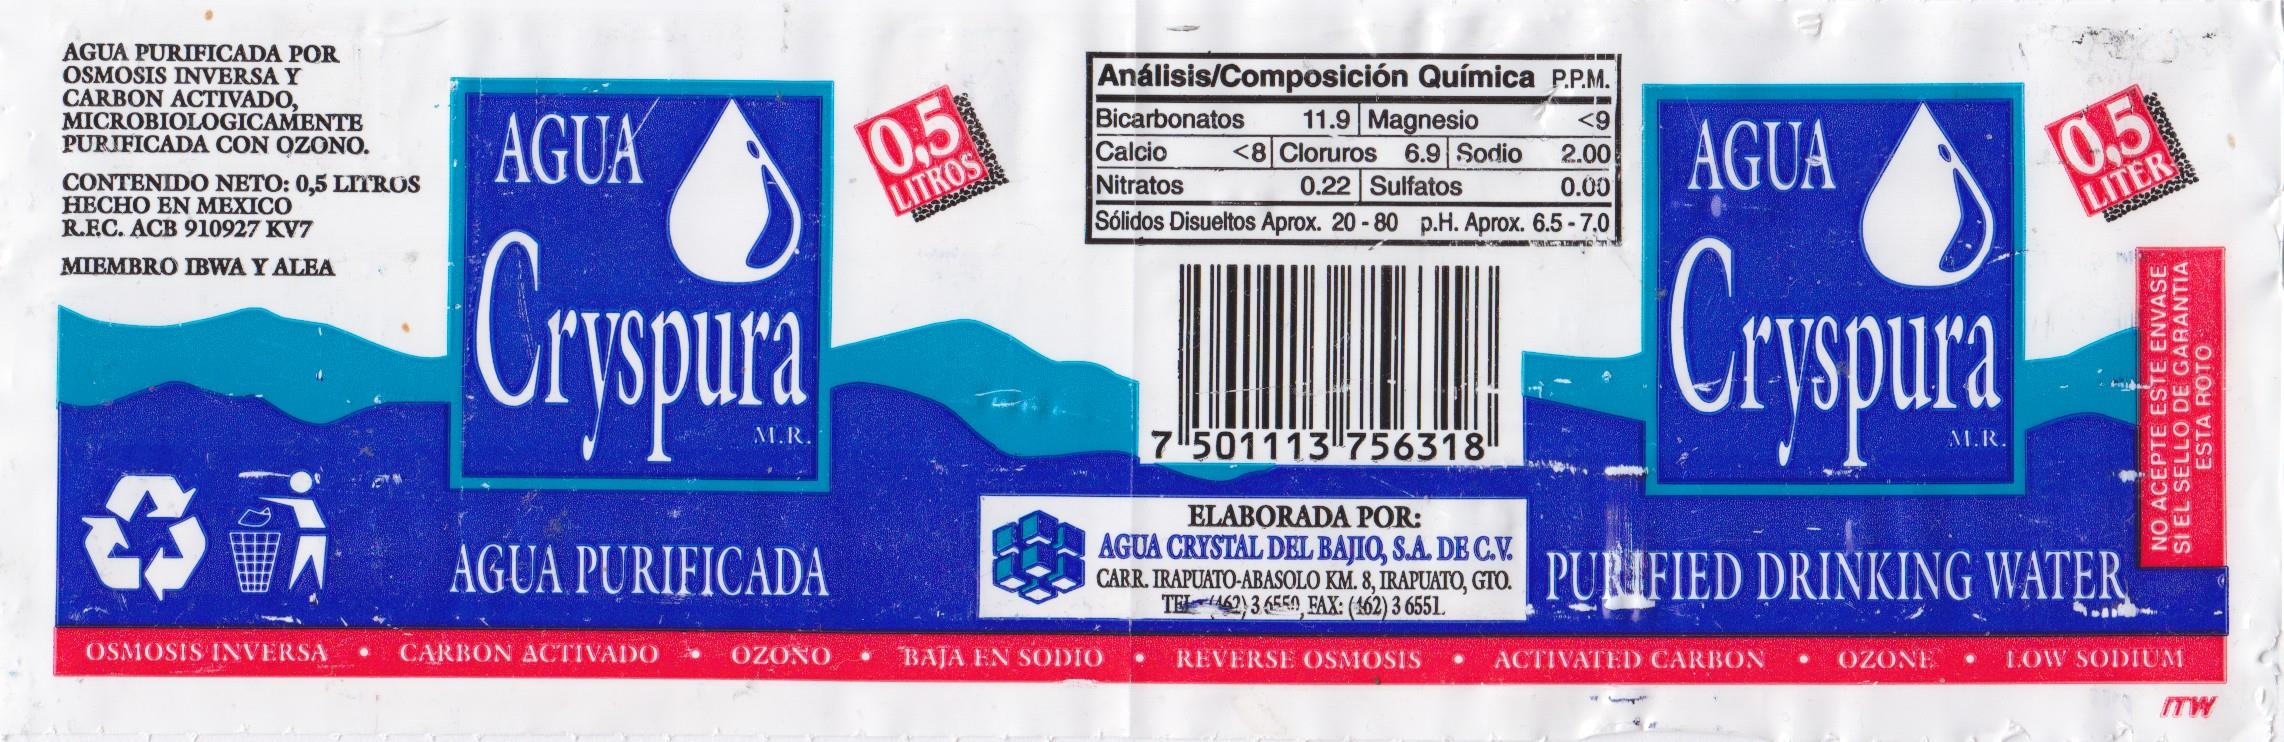 AGUA PURIFICADA POR
OSMOSIS INVERSA Y
CARBON ACTIVADO,
MICROBIOLOGICAMENTE
PURIFICADA CON OZONO.
CONTENIDO NETO: 0,5 LITROS
HECHO EN MEXICO
R.F.C. ACB 910927 KV7
MIEMBRO IBWA Y ALEA
AGUA
Cryspura
M.R.
AGUA PURIFICADA
0,5
LITROS
Análisis/Composición Química P.P.M.
Bicarbonatos 11.9 Magnesio <9
Calcio <8 Cloruros 6.9 Sodio 2.00
Nitratos 0.22 Sulfatos 0.00
Sólidos Disueltos Aprox. 20 - 80 p.H. Aprox. 6.5 - 7.0
7 501113 756318
ELABORADA POR:
AGUA CRYSTAL DEL BAJIO, S.A. DE C.V.
CARR. IRAPUATO-ABASOLO KM. 8, IRAPUATO, GTO.
TEL. (462) 3 6550, FAX: (462) 3 6551.
AGUA
Cryspura
M.R.
PURIFIED DRINKING WATER
0,5
LITER
NO ACEPTE ESTE ENVASE
SI EL SELLO DE GARANTIA
ESTA ROTO
OSMOSIS INVERSA • CARBON ACTIVADO • OZONO • BAJA EN SODIO • REVERSE OSMOSIS • ACTIVATED CARBON • OZONE • LOW SODIUM
ITW